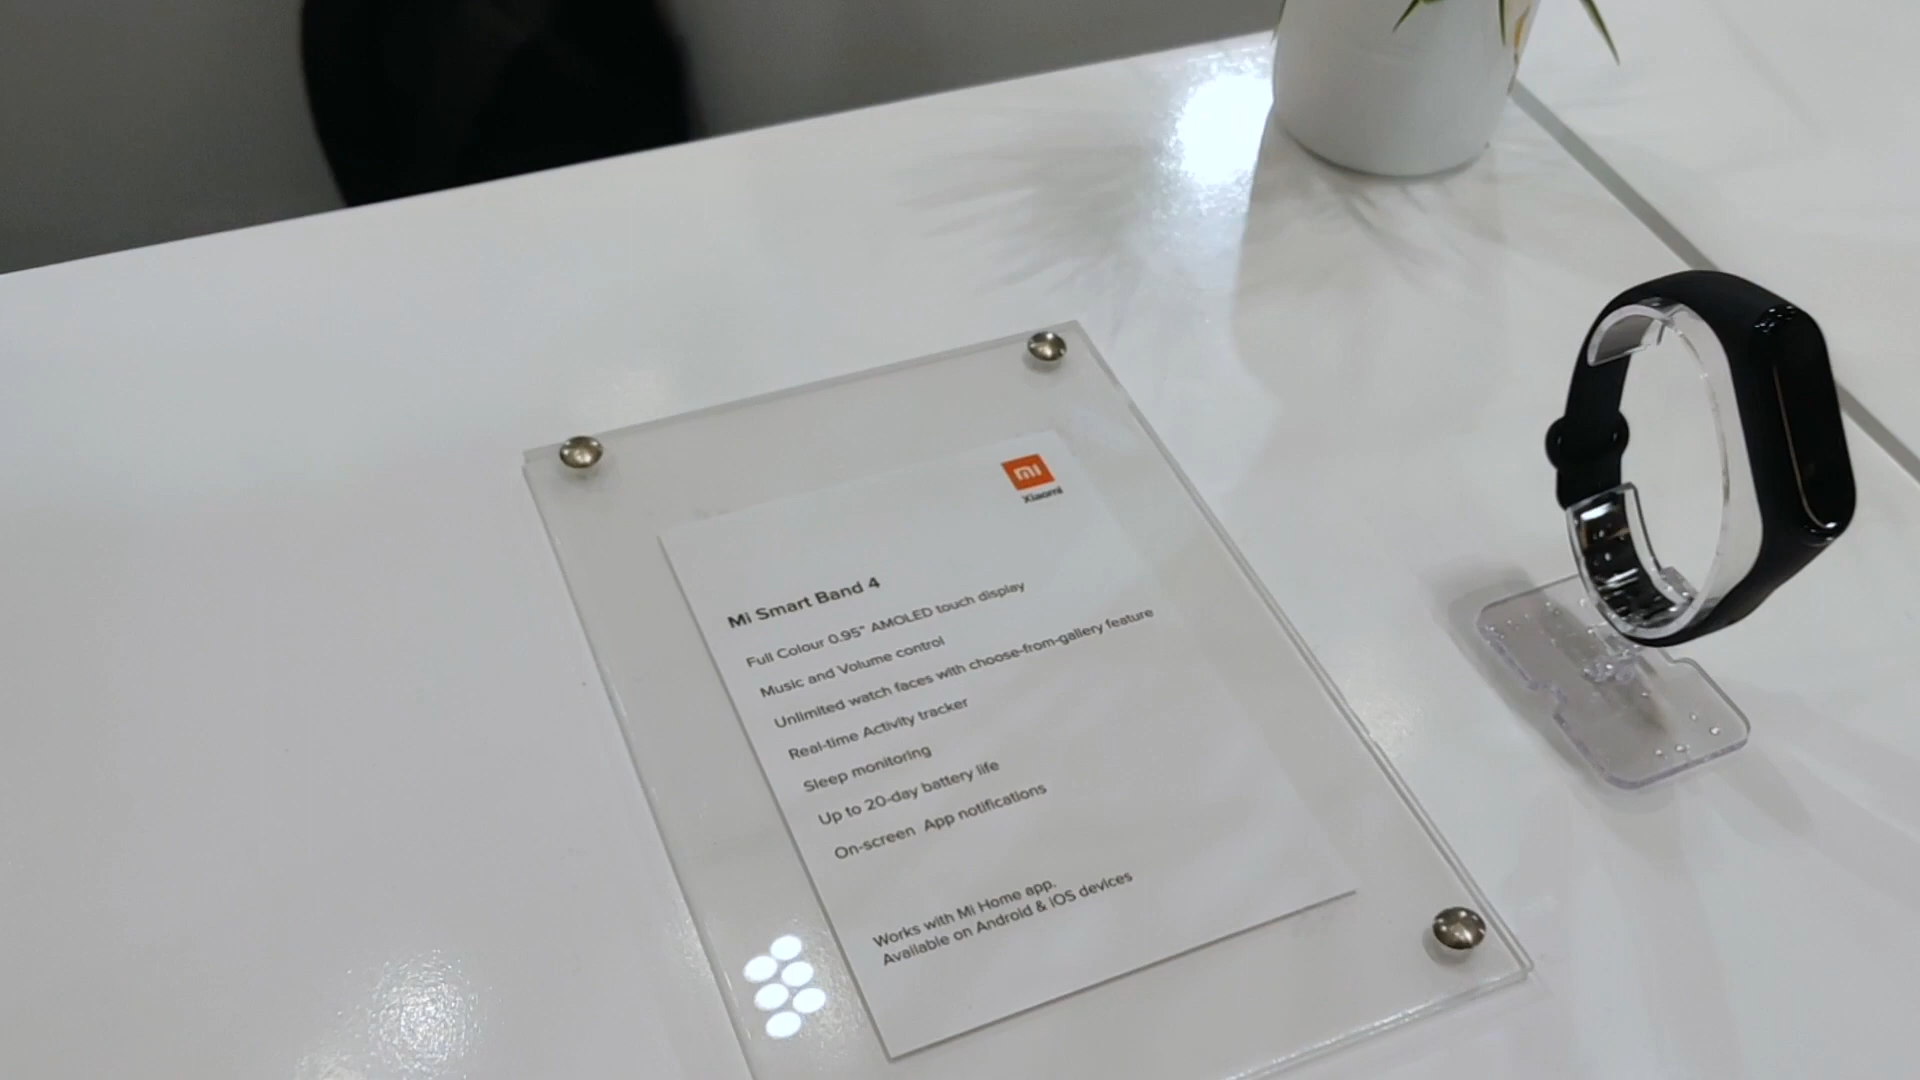 mi
Xiaomi
Mi Smart Band 4
Full Colour 0.95" AMOLED touch display
Music and Volume control
Unlimited watch faces with choose-from-gallery feature
Real-time Activity tracker
Sleep monitoring
Up to 20-day battery life
On-screen App notifications
Works with Mi Home app.
Available on Android & iOS devices